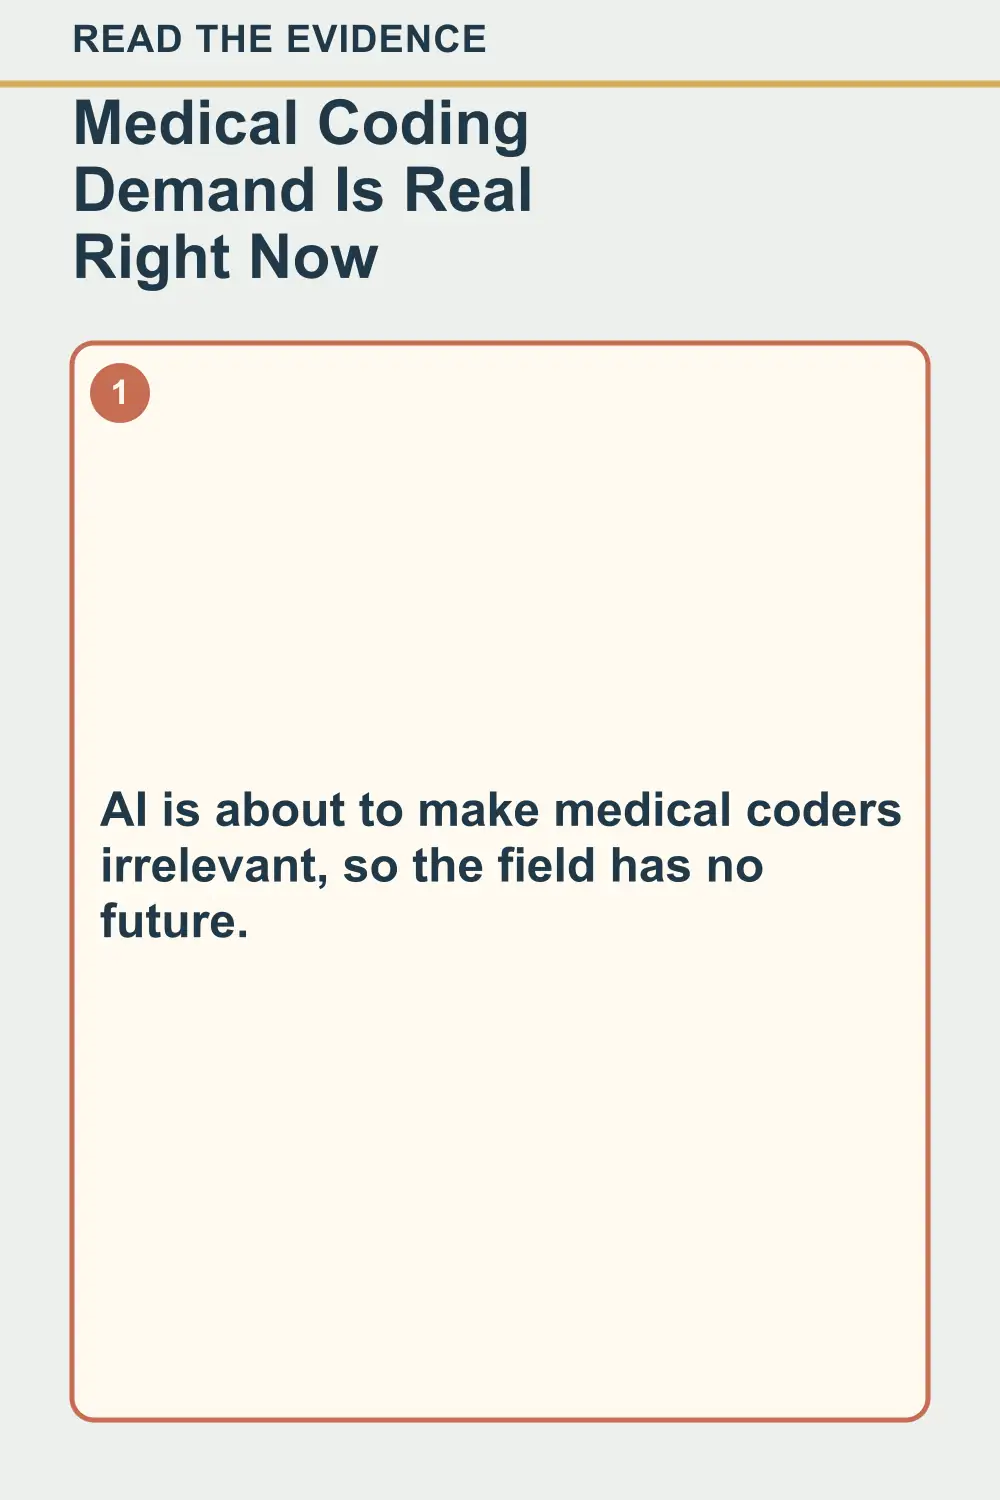 READ THE EVIDENCE
Medical Coding
Demand Is Real
Right Now
1
AI is about to make medical coders
irrelevant, so the field has no
future.